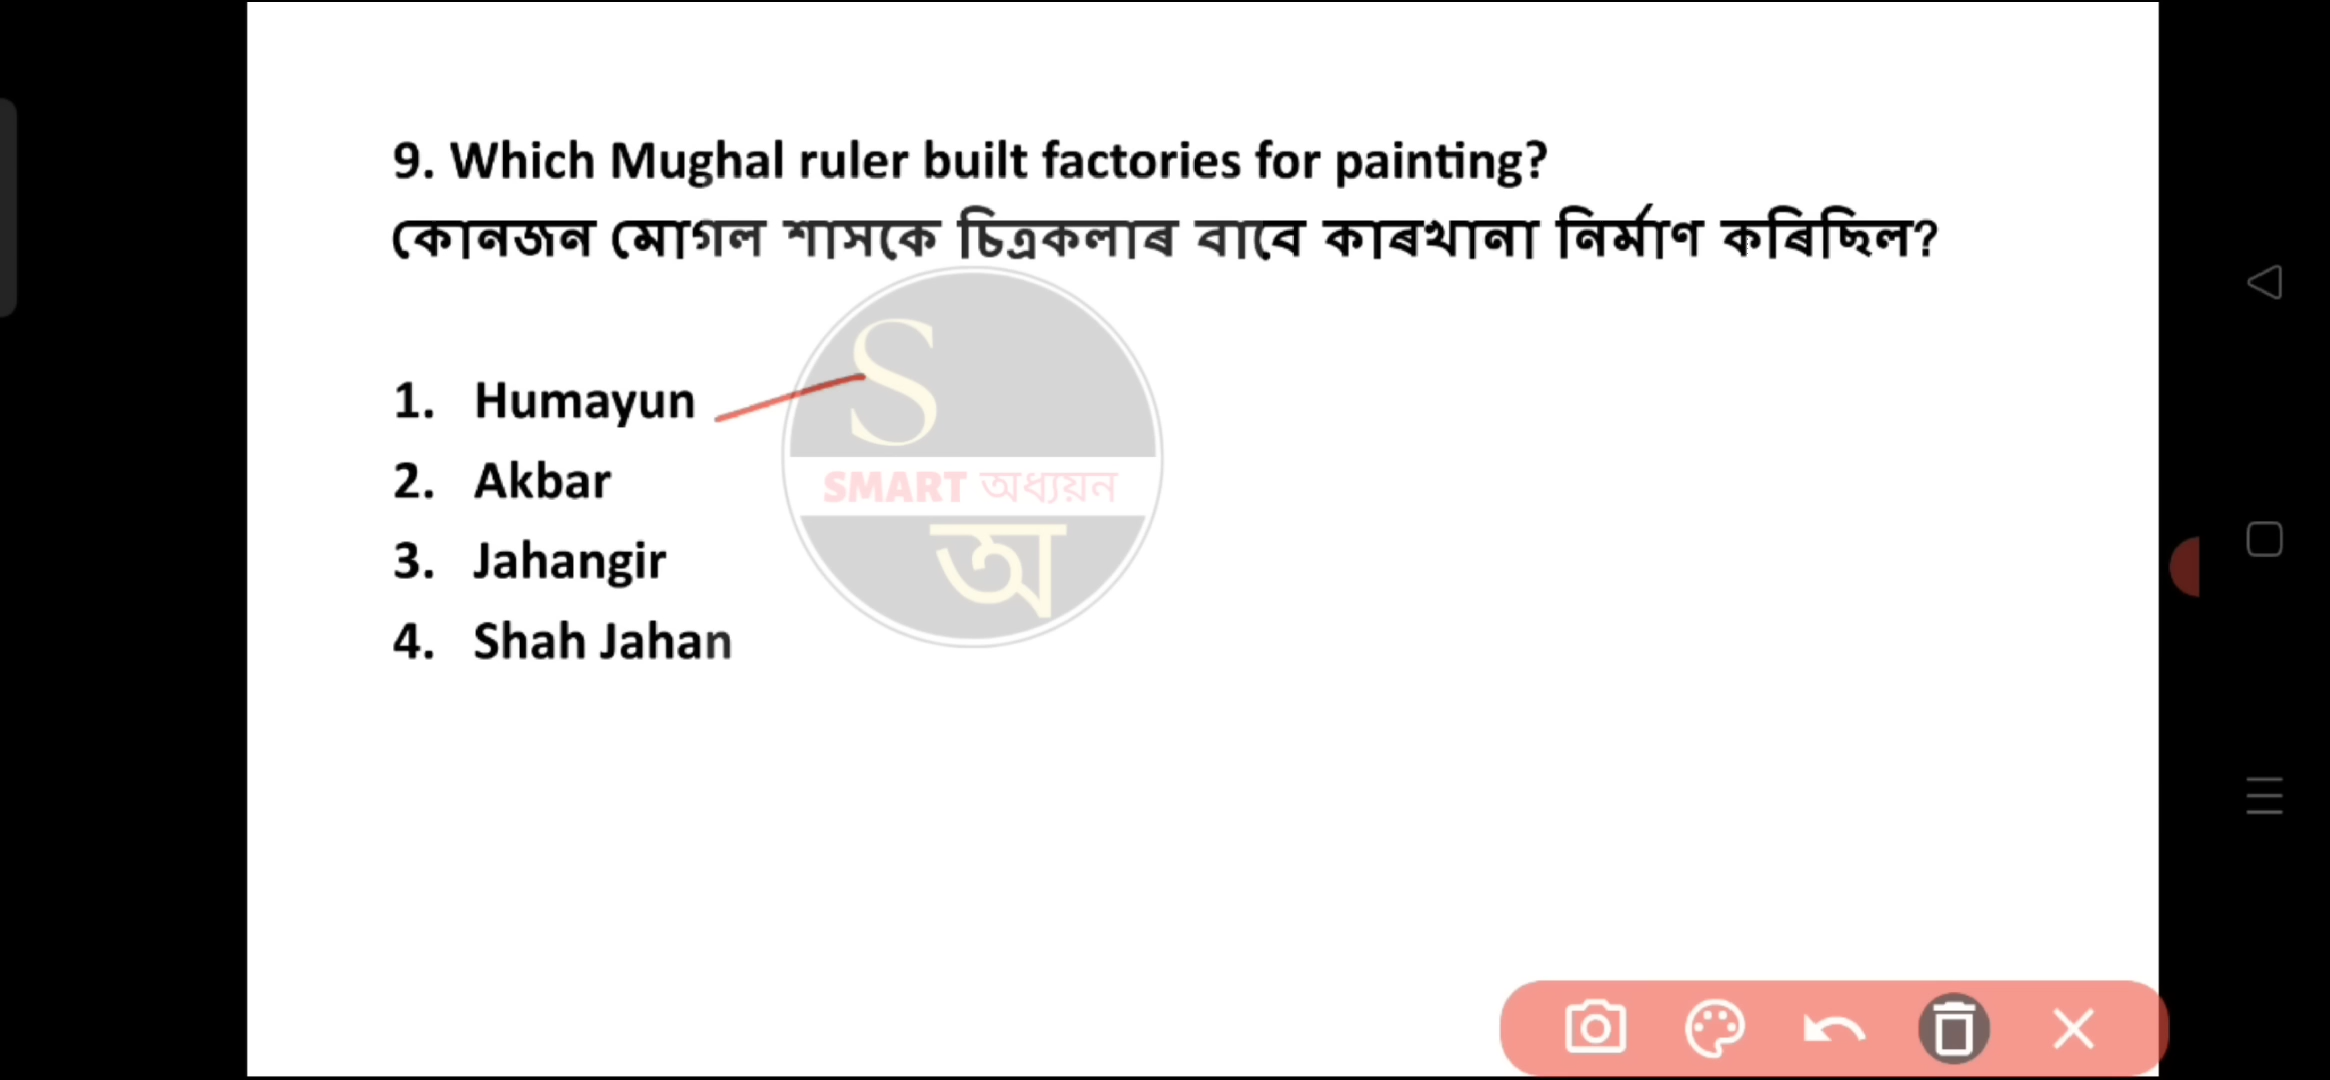 9. Which Mughal ruler built factories for painting?
কোনজন মোগল শাসকে চিত্ৰকলাৰ বাবে কাৰখানা নিৰ্মাণ কৰিছিল?
1. Humayun
2. Akbar
3. Jahangir
4. Shah Jahan
S
SMART অধ্যয়ন
অ